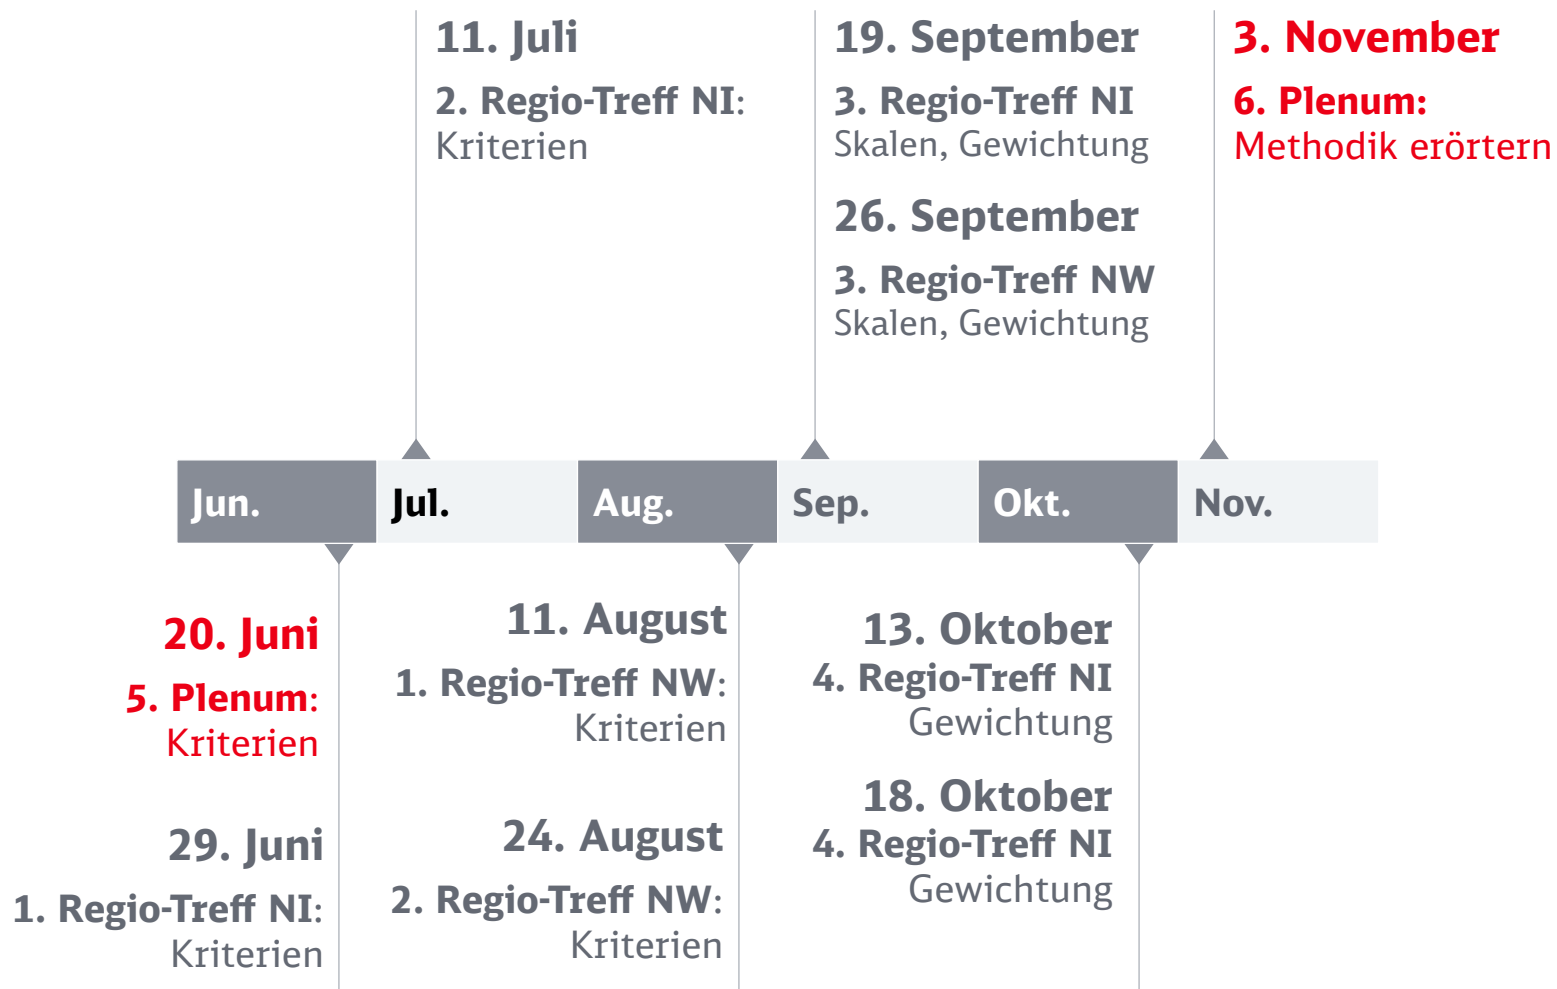 11. Juli
2. Regio-Treff NI:
Kriterien
19. September
3. Regio-Treff NI
Skalen, Gewichtung
26. September
3. Regio-Treff NW
Skalen, Gewichtung
3. November
6. Plenum:
Methodik erörtern
Jun.
Jul.
Aug.
Sep.
Okt.
Nov.
20. Juni
5. Plenum:
Kriterien
29. Juni
1. Regio-Treff NI:
Kriterien
11. August
1. Regio-Treff NW:
Kriterien
24. August
2. Regio-Treff NW:
Kriterien
13. Oktober
4. Regio-Treff NI
Gewichtung
18. Oktober
4. Regio-Treff NI
Gewichtung